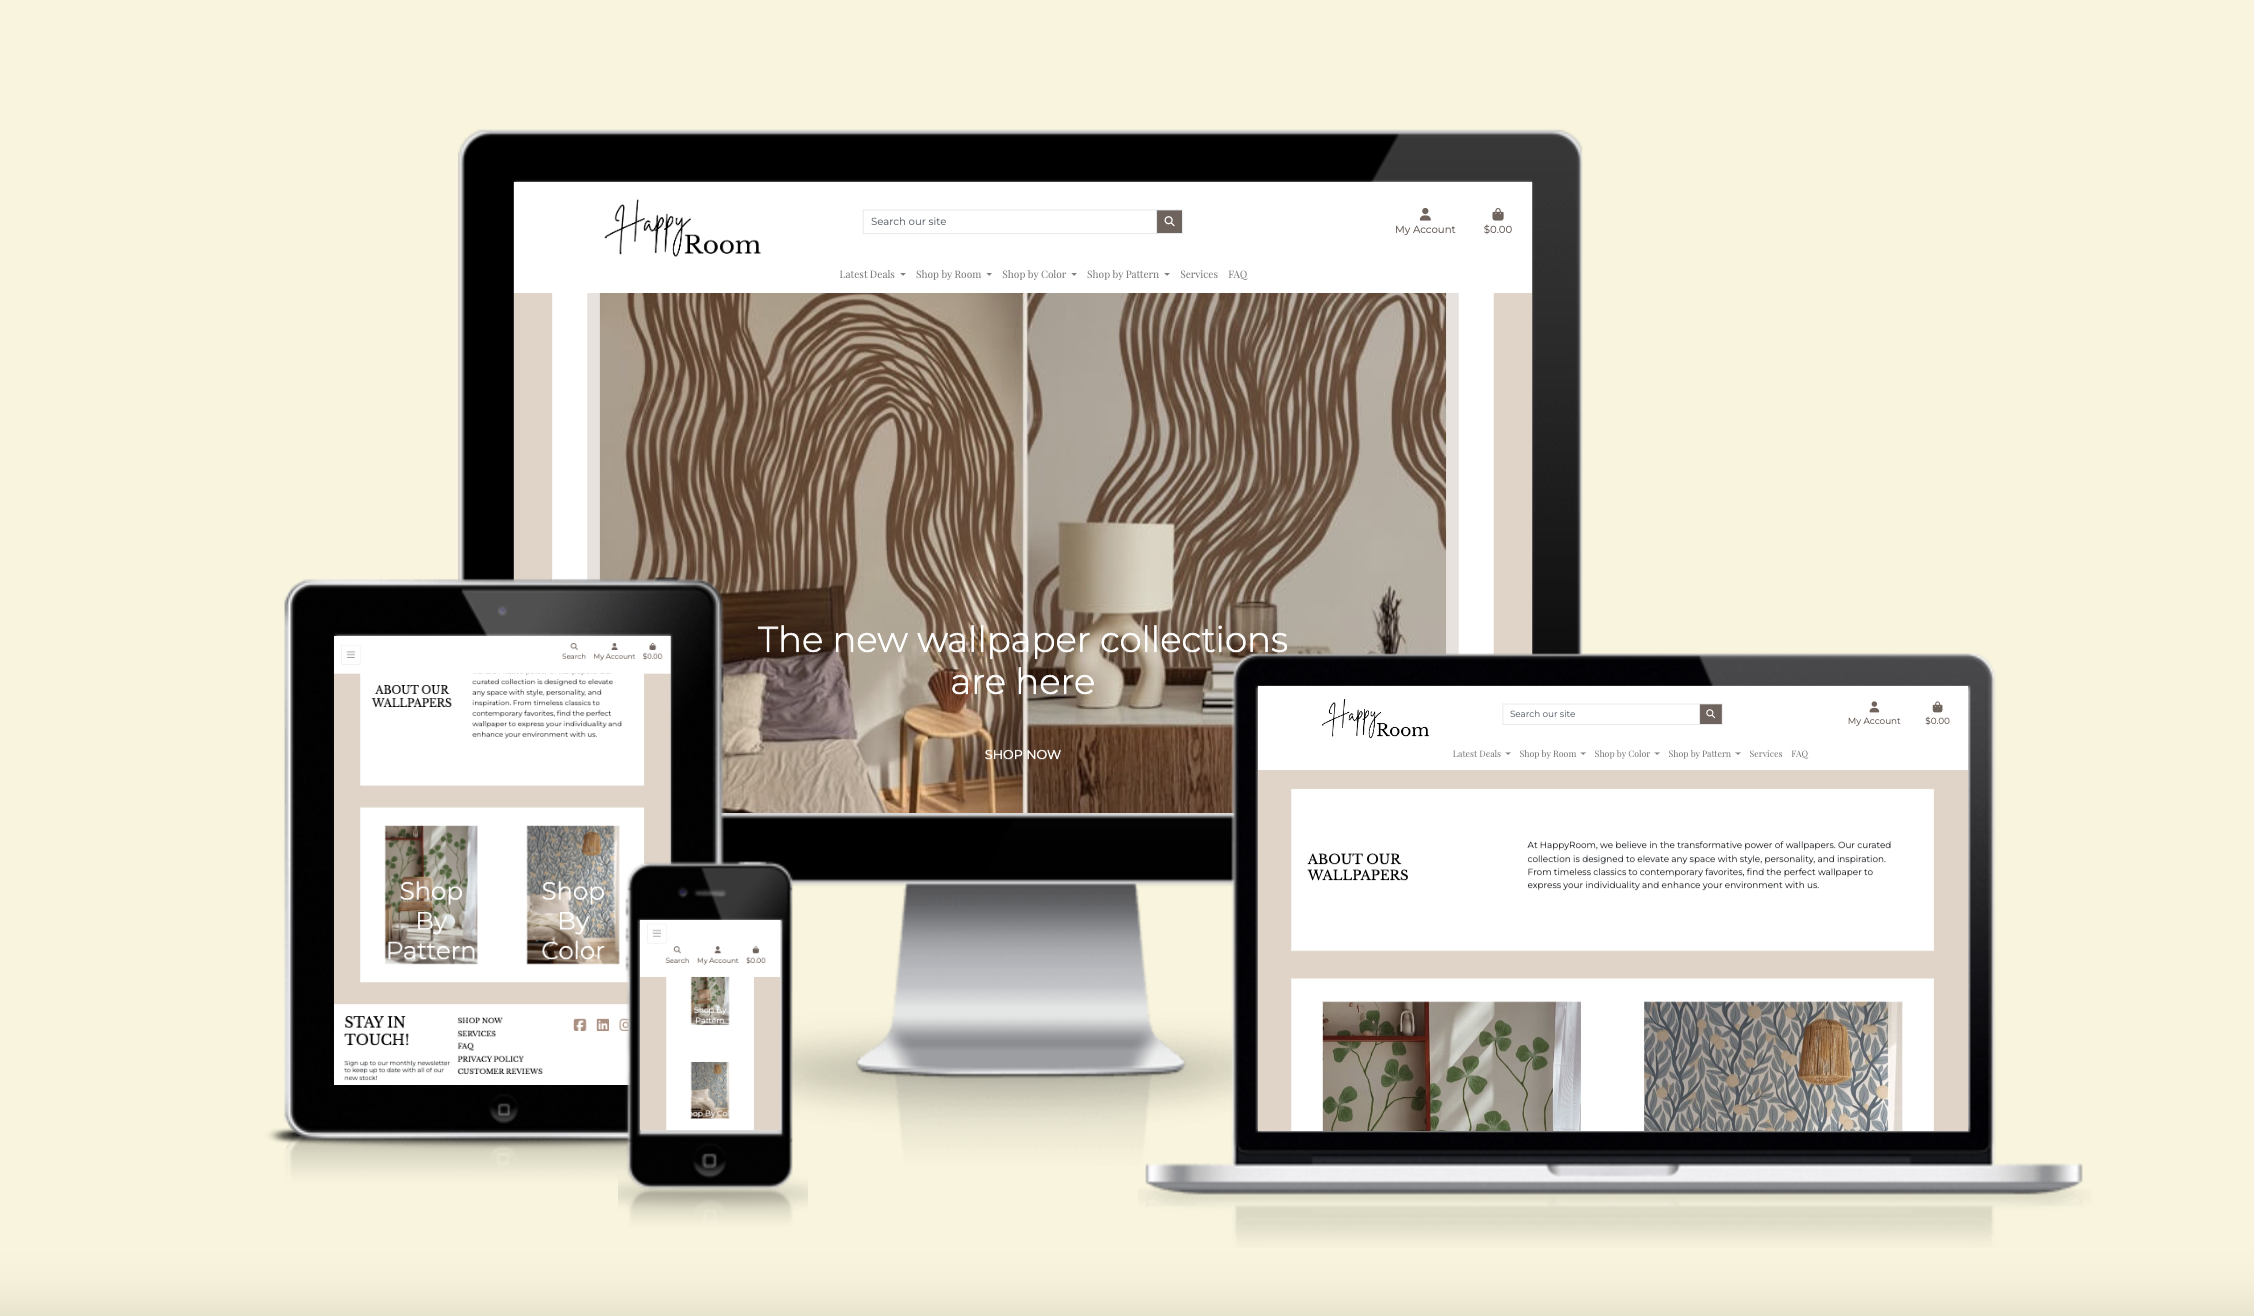 Happy
Room
Search our site
My Account
$0.00
Latest Deals
Shop by Room
Shop by Color
Shop by Pattern
Services
FAQ
The new wallpaper collections
are here
SHOP NOW
Search
My Account
$0.00
ABOUT OUR
WALLPAPERS
curated collection is designed to elevate
any space with style, personality, and
inspiration. From timeless classics to
contemporary favorites, find the perfect
wallpaper to express your individuality and
enhance your environment with us.
Shop
By
Pattern
Shop
By
Color
STAY IN
TOUCH!
Sign up to our monthly newsletter
to keep up to date with all of our
new stock!
SHOP NOW
SERVICES
FAQ
PRIVACY POLICY
CUSTOMER REVIEWS
Search
My Account
$0.00
Shop By
Pattern
op By Co
Happy
Room
Search our site
My Account
$0.00
Latest Deals
Shop by Room
Shop by Color
Shop by Pattern
Services
FAQ
ABOUT OUR
WALLPAPERS
At HappyRoom, we believe in the transformative power of wallpapers. Our curated
collection is designed to elevate any space with style, personality, and inspiration.
From timeless classics to contemporary favorites, find the perfect wallpaper to
express your individuality and enhance your environment with us.